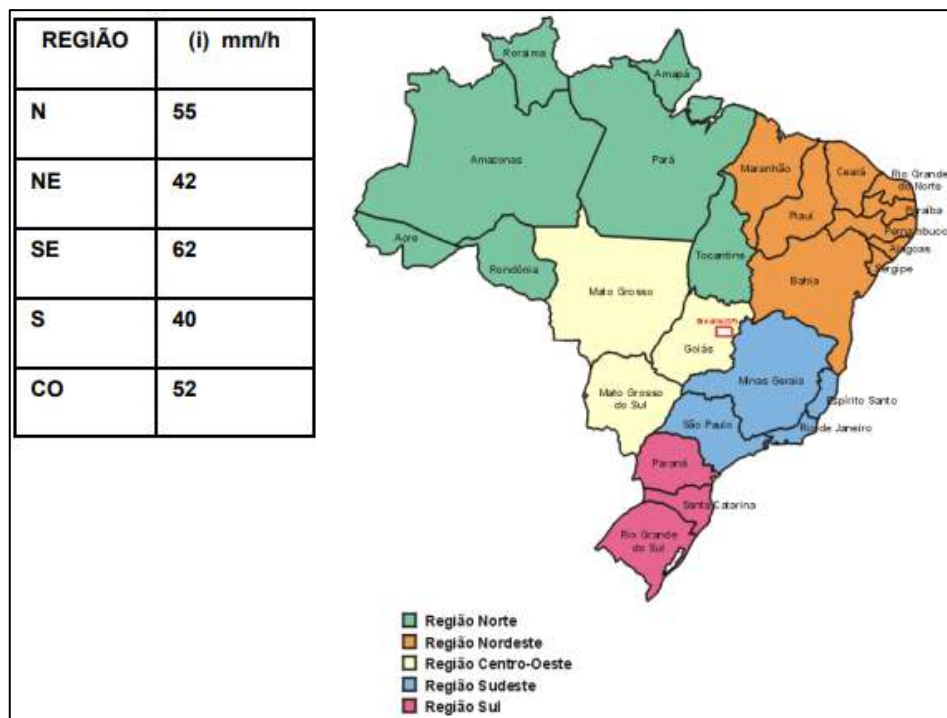 REGIÃO (i) mm/h
N 55
NE 42
SE 62
S 40
CO 52
Roraima
Amapá
Amazonas
Pará
Maranhão
Ceará
Rio Grande
do Norte
Paraíba
Piauí
Pernambuco
Acre
Alagoas
Tocantins
Sergipe
Rondônia
Bahia
Mato Grosso
Goiás
Minas Gerais
Mato Grosso
do Sul
Espírito Santo
São Paulo
Rio de Janeiro
Paraná
Santa Catarina
Rio Grande
do Sul
Região Norte
Região Nordeste
Região Centro-Oeste
Região Sudeste
Região Sul